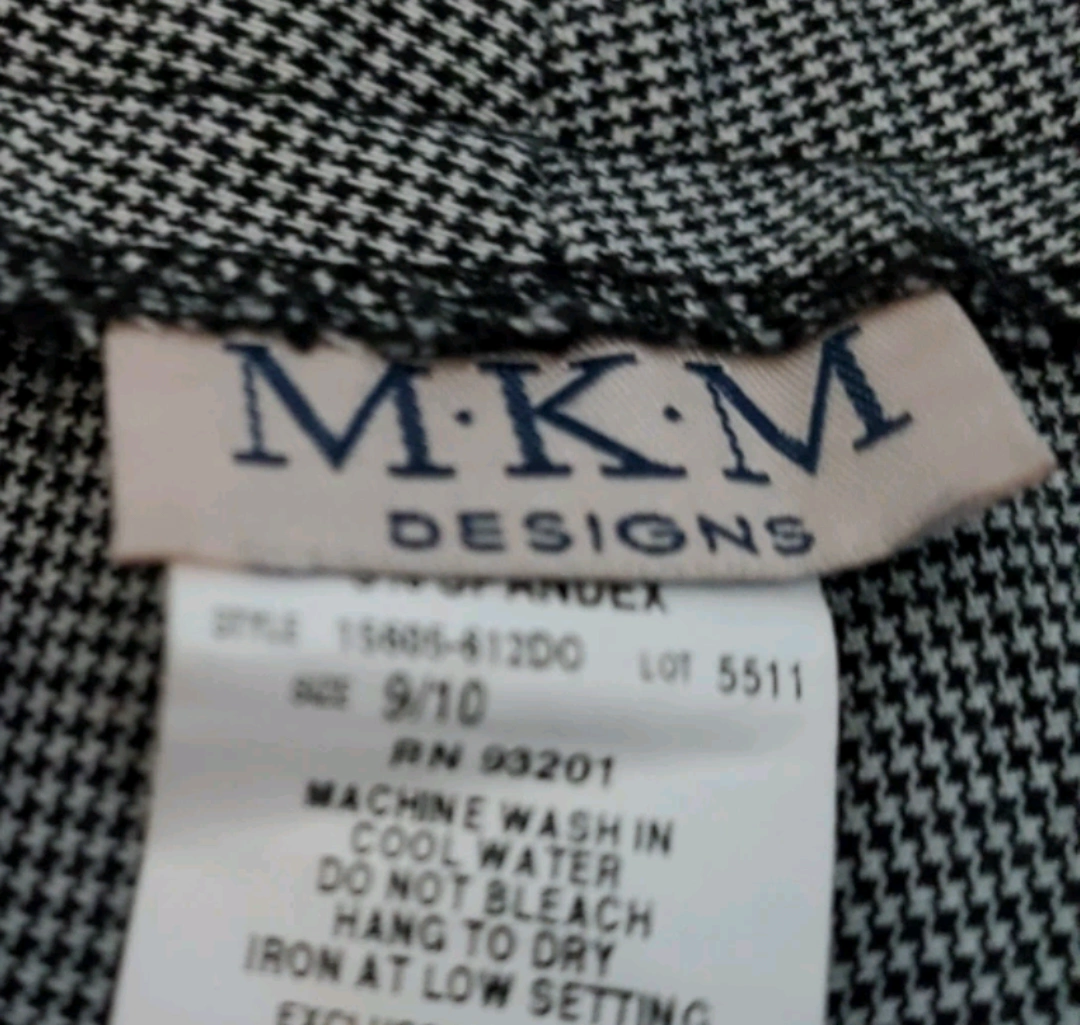 M·K·M
DESIGNS
SPANDEX
STYLE 15605-612DO LOT 5511
SIZE 9/10
RN 93201
MACHINE WASH IN
COOL WATER
DO NOT BLEACH
HANG TO DRY
IRON AT LOW SETTING